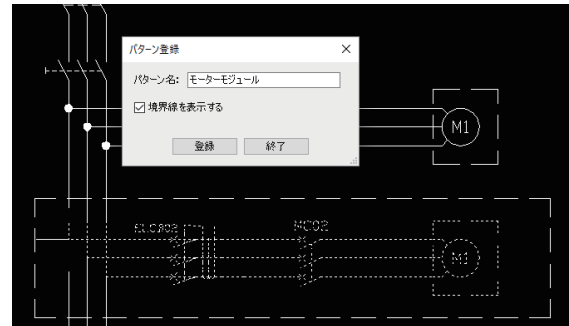 パターン登録
パターン名: モーターモジュール
境界線を表示する
登録 終了
M1
ELCB02 MC02
M1